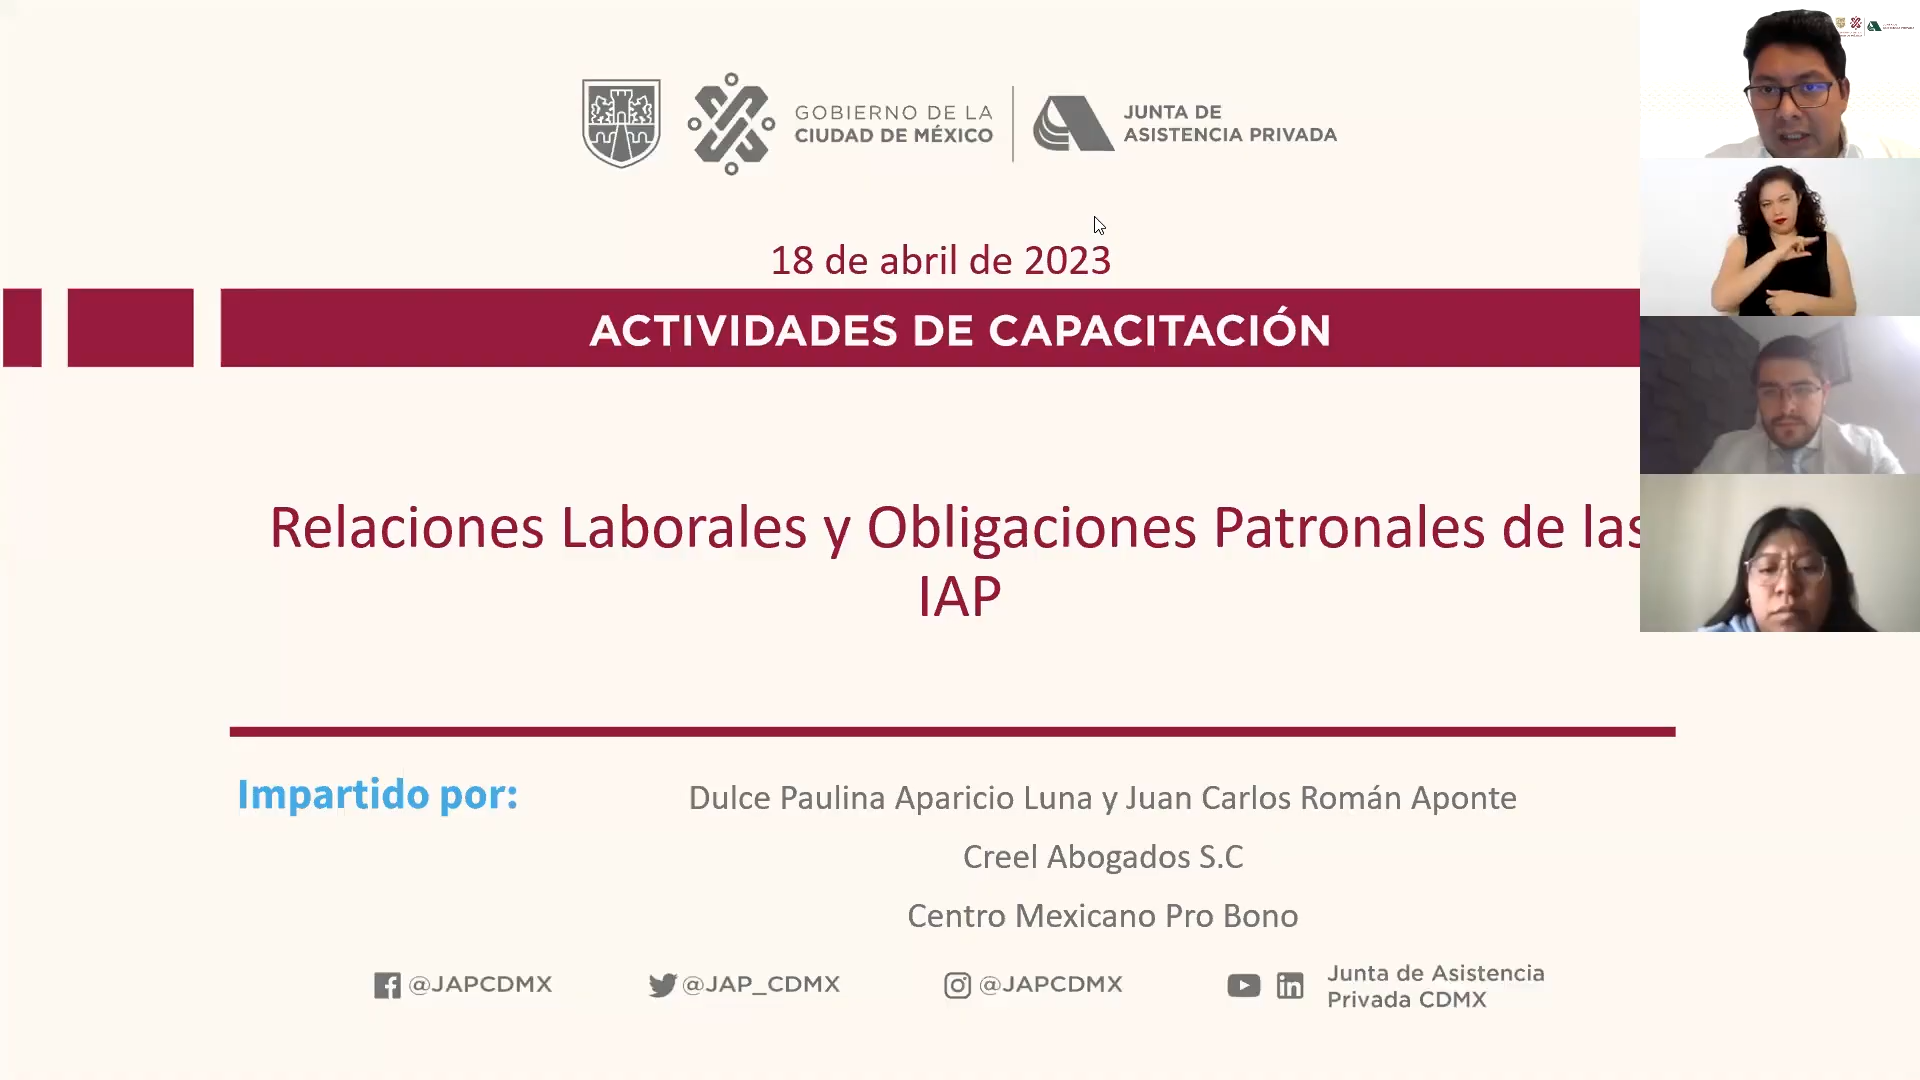 GOBIERNO DE LA
CIUDAD DE MÉXICO
JUNTA DE
ASISTENCIA PRIVADA
18 de abril de 2023
ACTIVIDADES DE CAPACITACIÓN
Relaciones Laborales y Obligaciones Patronales de las
IAP
Impartido por:
Dulce Paulina Aparicio Luna y Juan Carlos Román Aponte
Creel Abogados S.C
Centro Mexicano Pro Bono
@JAPCDMX
@JAP_CDMX
@JAPCDMX
Junta de Asistencia
Privada CDMX